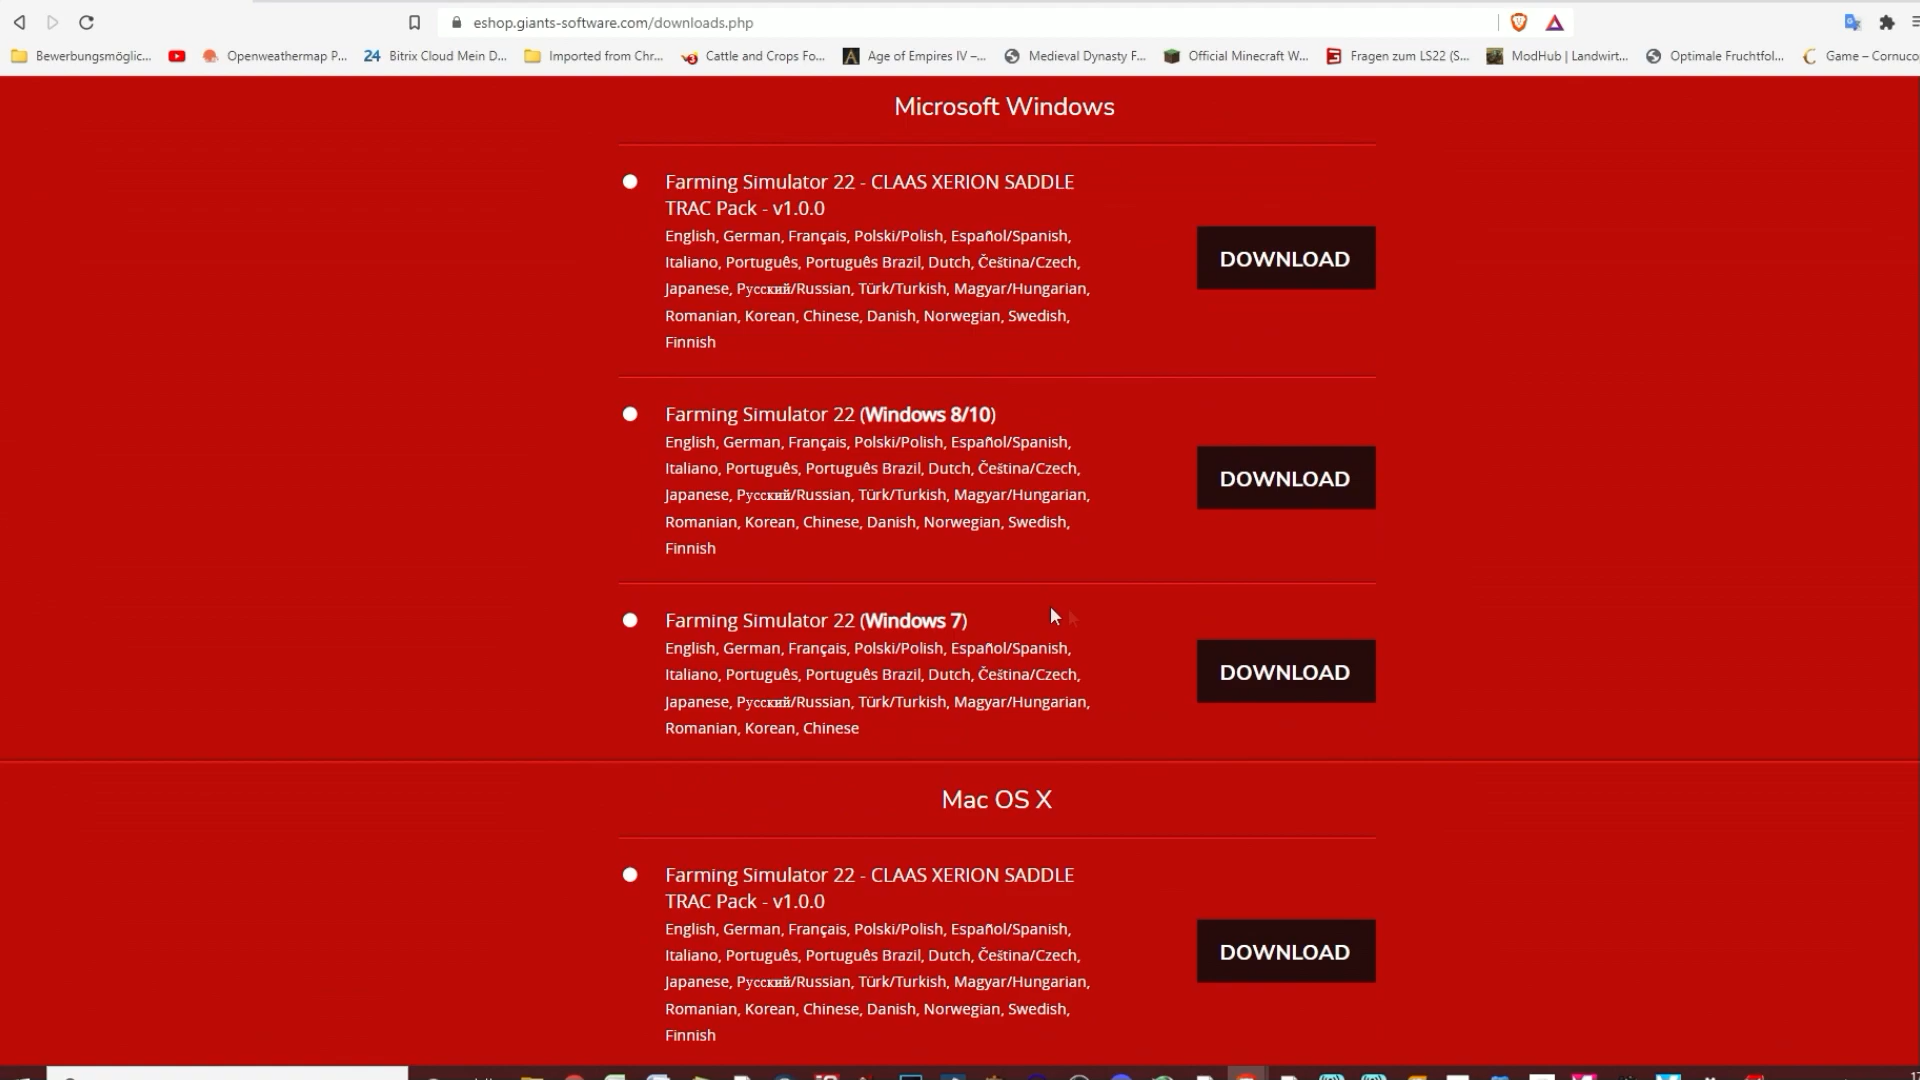 eshop.giants-software.com/downloads.php
Bewerbungsmöglic... Openweathermap P... 24 Bitrix Cloud Mein D... Imported from Chr... Cattle and Crops Fo... Age of Empires IV –... Medieval Dynasty F... Official Minecraft W... Fragen zum LS22 (S... ModHub | Landwirt... Optimale Fruchtfol... Game – Cornuco
Microsoft Windows
Farming Simulator 22 - CLAAS XERION SADDLE
TRAC Pack - v1.0.0
English, German, Français, Polski/Polish, Español/Spanish,
Italiano, Português, Português Brazil, Dutch, Čeština/Czech,
Japanese, Русский/Russian, Türk/Turkish, Magyar/Hungarian,
Romanian, Korean, Chinese, Danish, Norwegian, Swedish,
Finnish
DOWNLOAD
Farming Simulator 22 (Windows 8/10)
English, German, Français, Polski/Polish, Español/Spanish,
Italiano, Português, Português Brazil, Dutch, Čeština/Czech,
Japanese, Русский/Russian, Türk/Turkish, Magyar/Hungarian,
Romanian, Korean, Chinese, Danish, Norwegian, Swedish,
Finnish
DOWNLOAD
Farming Simulator 22 (Windows 7)
English, German, Français, Polski/Polish, Español/Spanish,
Italiano, Português, Português Brazil, Dutch, Čeština/Czech,
Japanese, Русский/Russian, Türk/Turkish, Magyar/Hungarian,
Romanian, Korean, Chinese
DOWNLOAD
Mac OS X
Farming Simulator 22 - CLAAS XERION SADDLE
TRAC Pack - v1.0.0
English, German, Français, Polski/Polish, Español/Spanish,
Italiano, Português, Português Brazil, Dutch, Čeština/Czech,
Japanese, Русский/Russian, Türk/Turkish, Magyar/Hungarian,
Romanian, Korean, Chinese, Danish, Norwegian, Swedish,
Finnish
DOWNLOAD